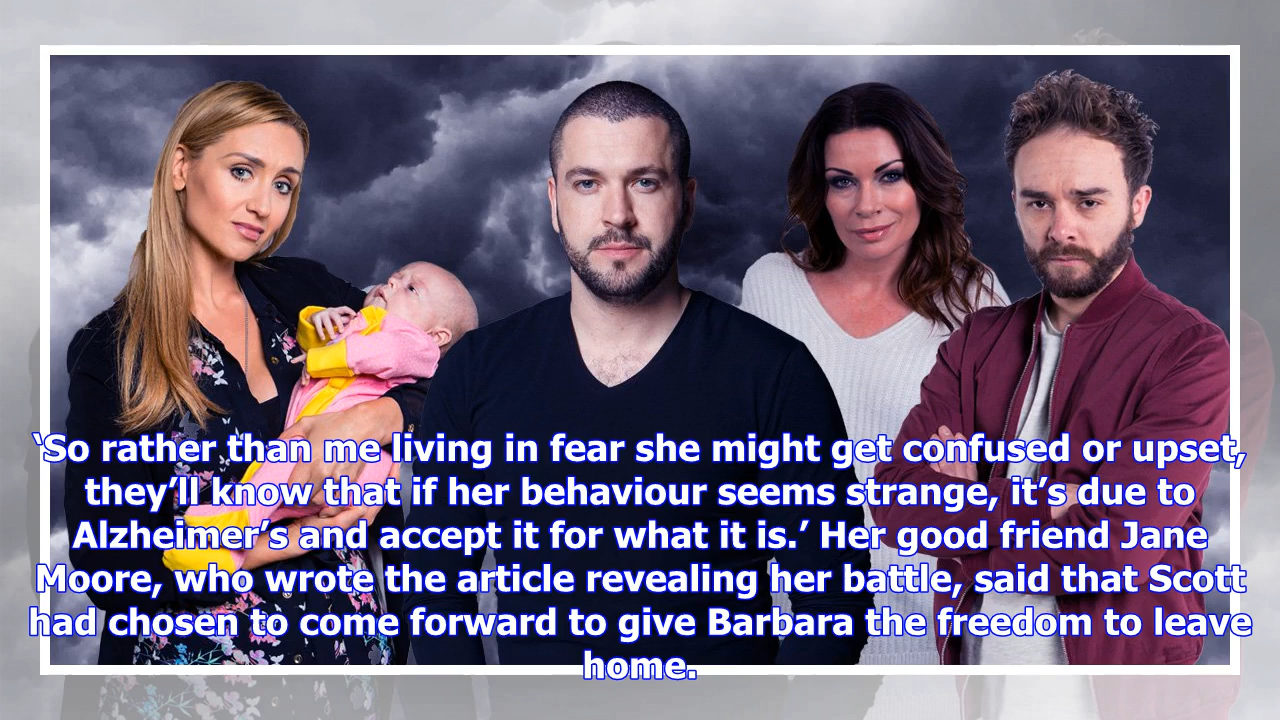 ‘So rather than me living in fear she might get confused or upset,
they’ll know that if her behaviour seems strange, it’s due to
Alzheimer’s and accept it for what it is.’ Her good friend Jane
Moore, who wrote the article revealing her battle, said that Scott
had chosen to come forward to give Barbara the freedom to leave
home.